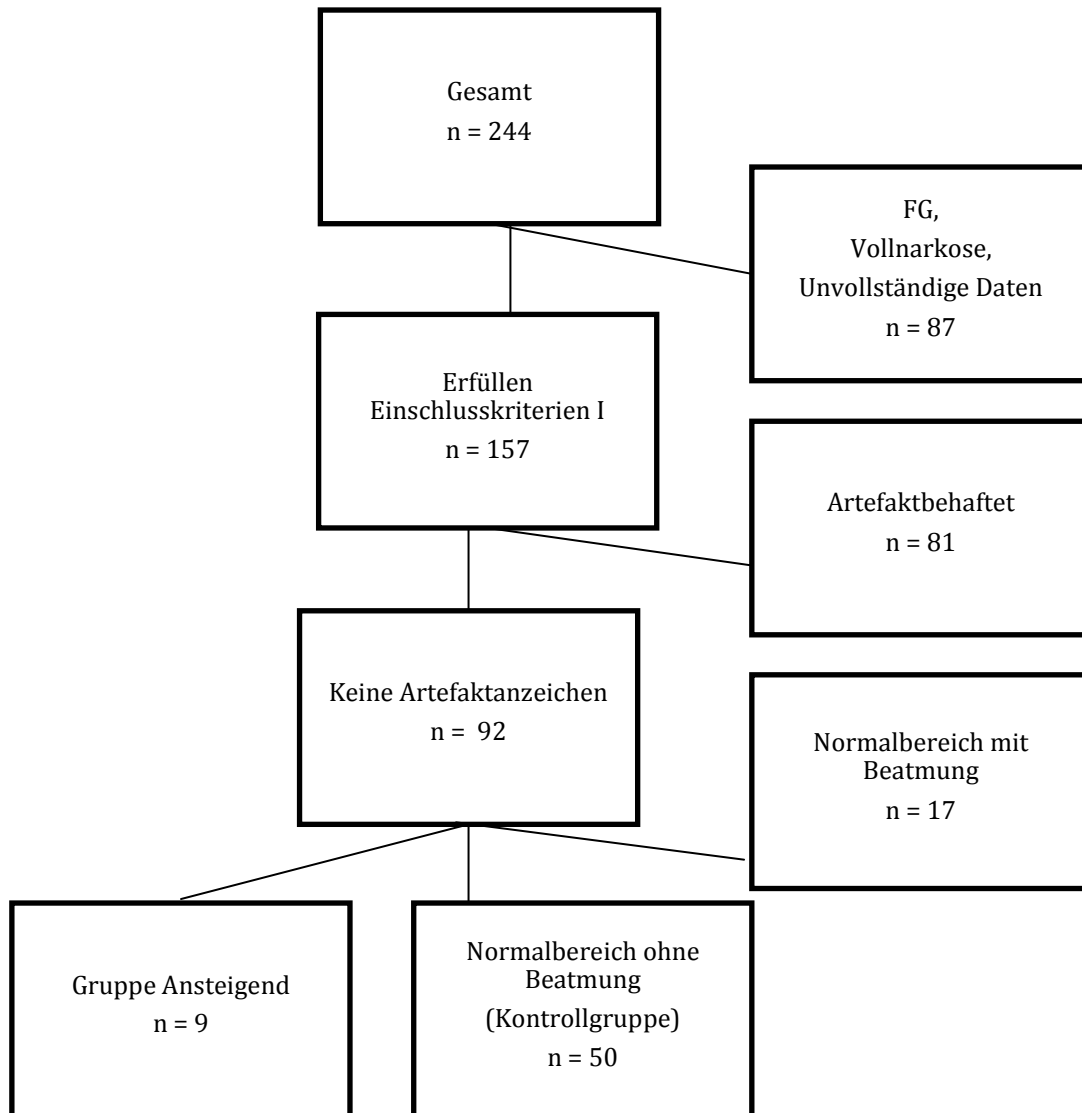 Gesamt
n = 244
FG,
Vollnarkose,
Unvollständige Daten
n = 87
Erfüllen
Einschlusskriterien I
n = 157
Artefaktbehaftet
n = 81
Keine Artefaktanzeichen
n = 92
Normalbereich mit
Beatmung
n = 17
Gruppe Ansteigend
n = 9
Normalbereich ohne
Beatmung
(Kontrollgruppe)
n = 50